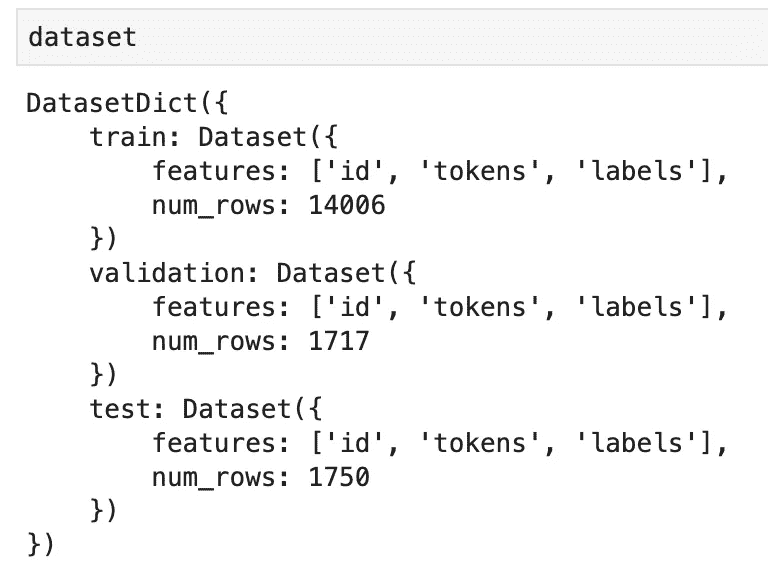 dataset
DatasetDict({
    train: Dataset({
        features: ['id', 'tokens', 'labels'],
        num_rows: 14006
    })
    validation: Dataset({
        features: ['id', 'tokens', 'labels'],
        num_rows: 1717
    })
    test: Dataset({
        features: ['id', 'tokens', 'labels'],
        num_rows: 1750
    })
})